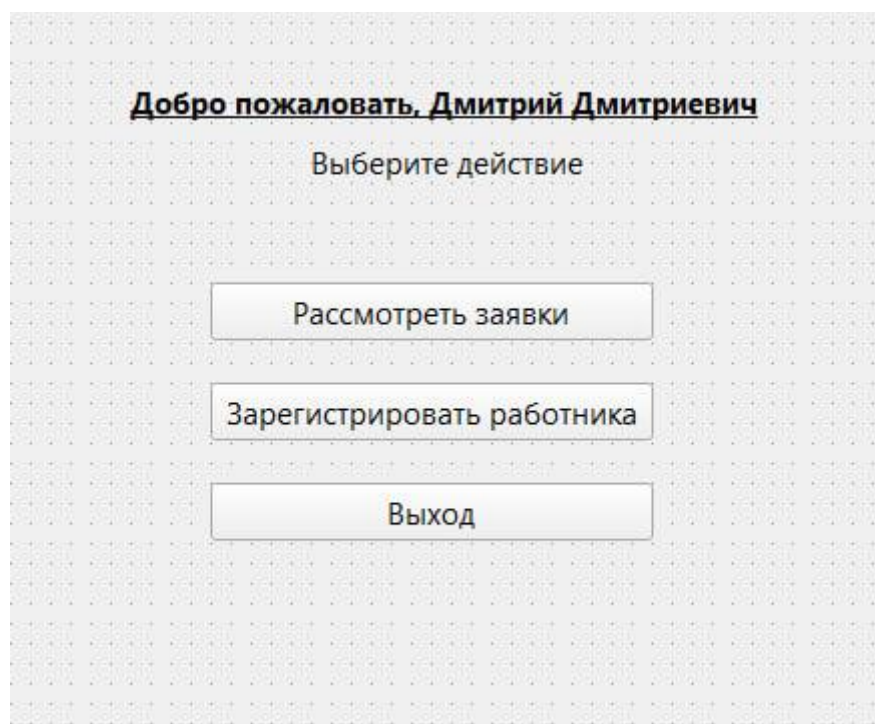 Добро пожаловать, Дмитрий Дмитриевич
Выберите действие
Рассмотреть заявки
Зарегистрировать работника
Выход